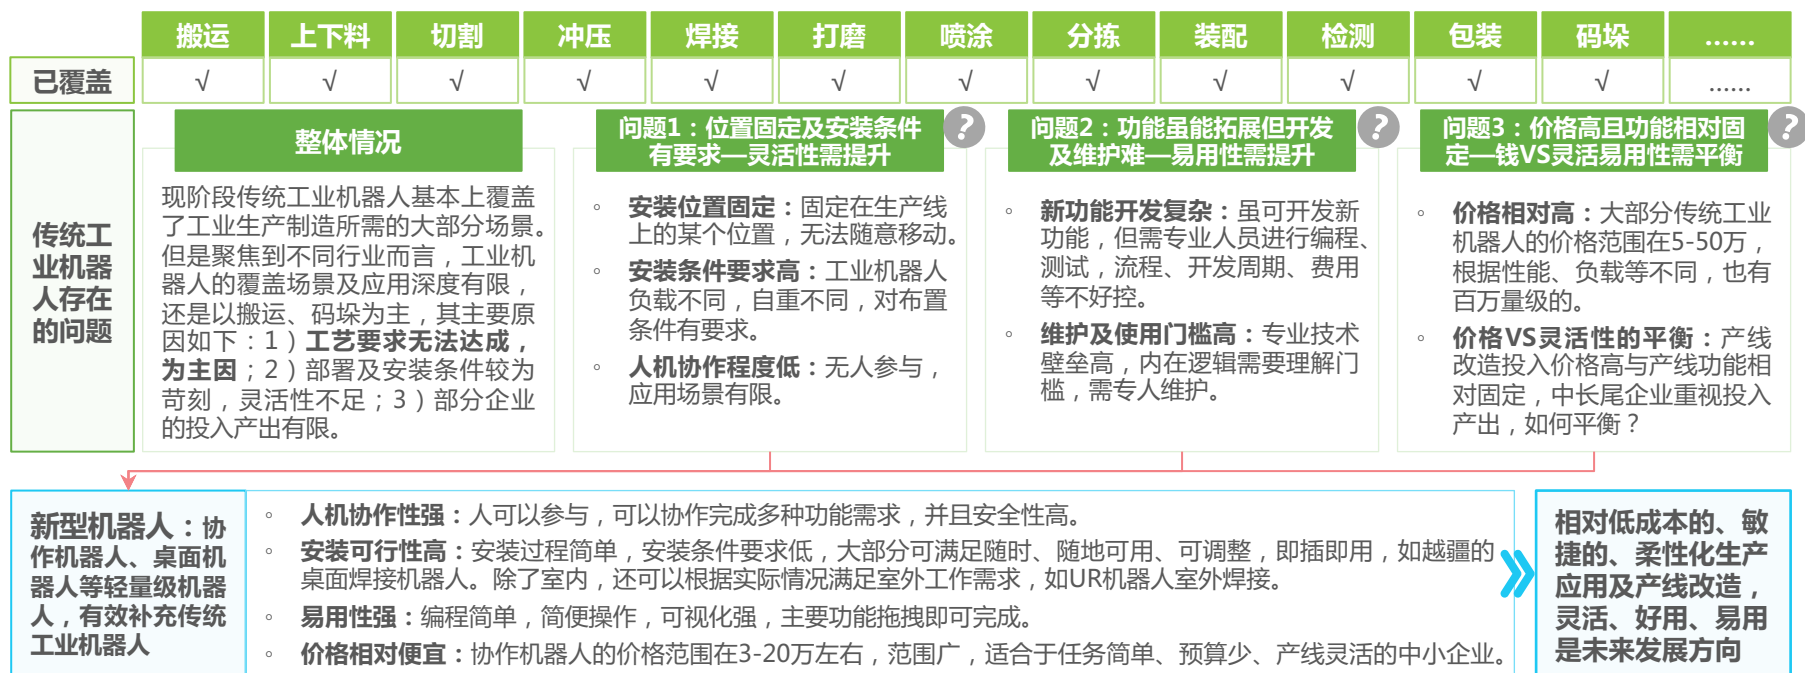 搬运 上下料 切割 冲压 焊接 打磨 喷涂 分拣 装配 检测 包装 码垛 ……
已覆盖 √ √ √ √ √ √ √ √ √ √ √ √ ……
传统工
业机器
人存在
的问题
整体情况
现阶段传统工业机器人基本上覆盖
了工业生产制造所需的大部分场景。
但是聚焦到不同行业而言，工业机
器人的覆盖场景及应用深度有限，
还是以搬运、码垛为主，其主要原
因如下：1）工艺要求无法达成，
为主因；2）部署及安装条件较为
苛刻，灵活性不足；3）部分企业
的投入产出有限。
问题1：位置固定及安装条件
有要求—灵活性需提升
?
◦ 安装位置固定：固定在生产线
上的某个位置，无法随意移动。
◦ 安装条件要求高：工业机器人
负载不同，自重不同，对布置
条件有要求。
◦ 人机协作程度低：无人参与，
应用场景有限。
问题2：功能虽能拓展但开发
及维护难—易用性需提升
?
◦ 新功能开发复杂：虽可开发新
功能，但需专业人员进行编程、
测试，流程、开发周期、费用
等不好控。
◦ 维护及使用门槛高：专业技术
壁垒高，内在逻辑需要理解门
槛，需专人维护。
问题3：价格高且功能相对固
定—钱VS灵活易用性需平衡
?
◦ 价格相对高：大部分传统工业
机器人的价格范围在5-50万，
根据性能、负载等不同，也有
百万量级的。
◦ 价格VS灵活性的平衡：产线
改造投入价格高与产线功能相
对固定，中长尾企业重视投入
产出，如何平衡？
新型机器人：协
作机器人、桌面机
器人等轻量级机器
人，有效补充传统
工业机器人
◦ 人机协作性强：人可以参与，可以协作完成多种功能需求，并且安全性高。
◦ 安装可行性高：安装过程简单，安装条件要求低，大部分可满足随时、随地可用、可调整，即插即用，如越疆的
桌面焊接机器人。除了室内，还可以根据实际情况满足室外工作需求，如UR机器人室外焊接。
◦ 易用性强：编程简单，简便操作，可视化强，主要功能拖拽即可完成。
◦ 价格相对便宜：协作机器人的价格范围在3-20万左右，范围广，适合于任务简单、预算少、产线灵活的中小企业。
相对低成本的、敏
捷的、柔性化生产
应用及产线改造，
灵活、好用、易用
是未来发展方向